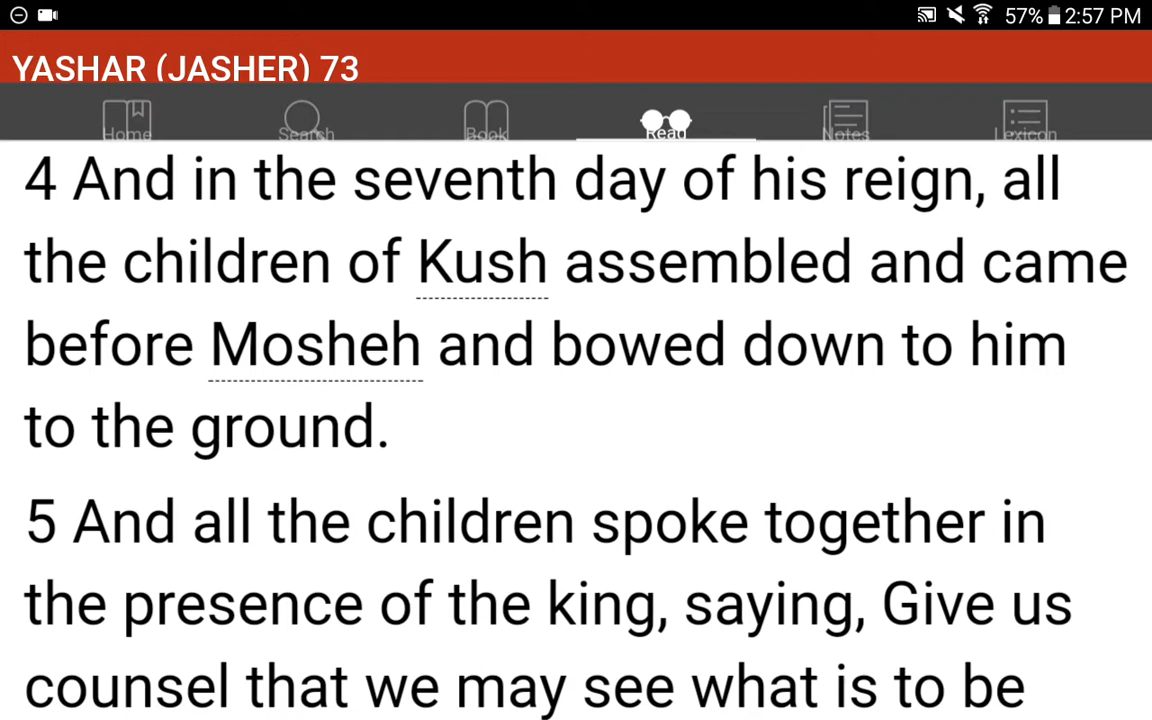 57% 2:57 PM
YASHAR (JASHER) 73
Home Search Book Read Notes Lexicon
4 And in the seventh day of his reign, all
the children of Kush assembled and came
before Mosheh and bowed down to him
to the ground.
5 And all the children spoke together in
the presence of the king, saying, Give us
counsel that we may see what is to be